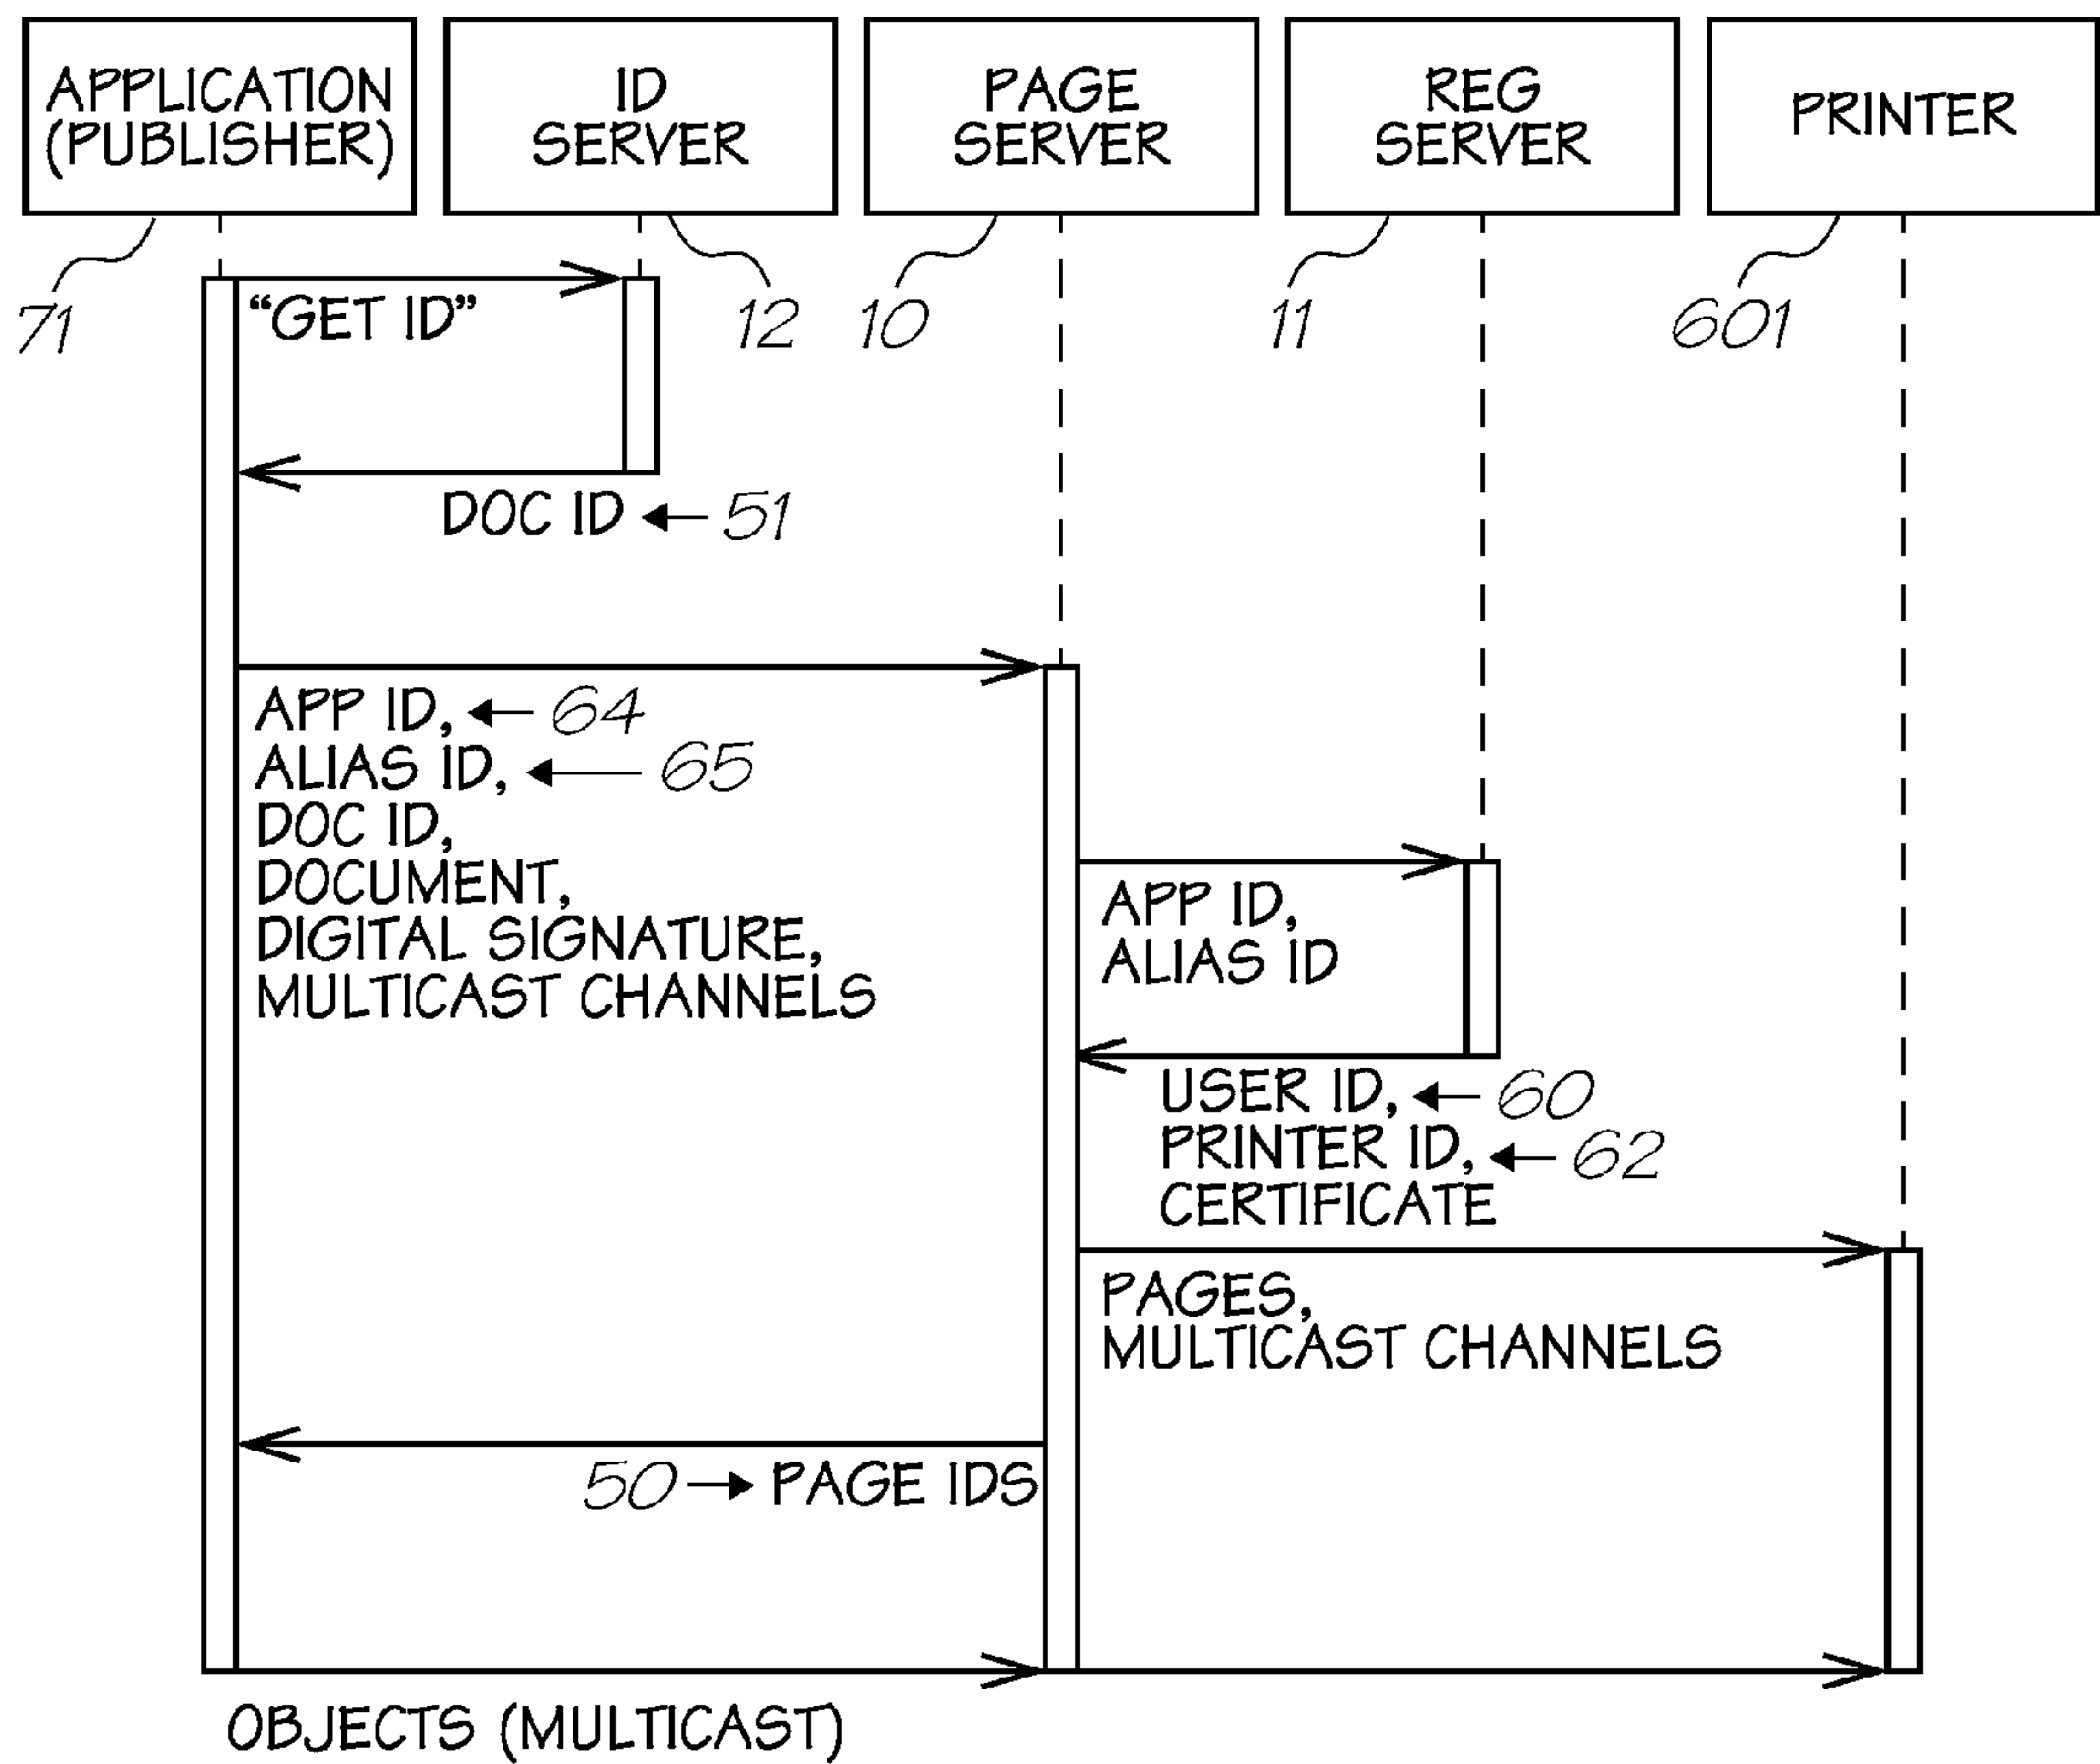 APPLICATION
(PUBLISHER)
ID
SERVER
PAGE
SERVER
REG
SERVER
PRINTER
71
12
10
11
601
“GET ID”
DOC ID
51
APP ID,
64
ALIAS ID,
65
DOC ID,
DOCUMENT,
DIGITAL SIGNATURE,
MULTICAST CHANNELS
APP ID,
ALIAS ID
USER ID,
60
PRINTER ID,
62
CERTIFICATE
PAGES,
MULTICAST CHANNELS
50
PAGE IDS
OBJECTS (MULTICAST)